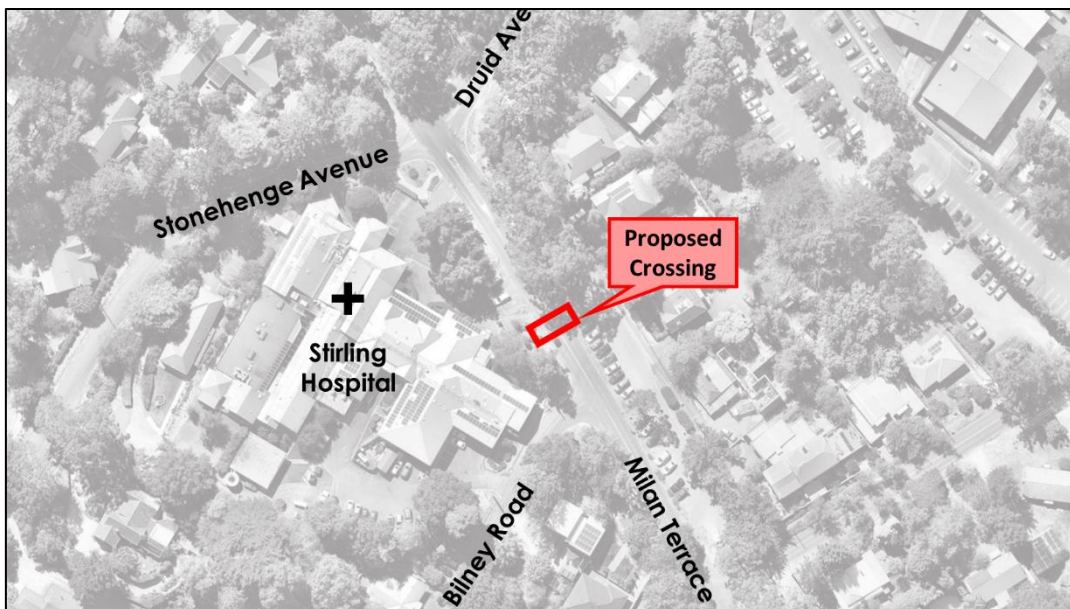 Druid Ave
Stonehenge Avenue
Proposed
Crossing
Stirling
Hospital
Milan Terrace
Bilney Road